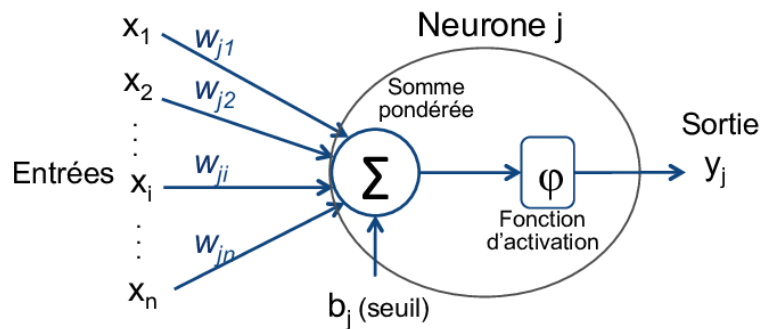 Neurone j
x1
wj1
x2
wj2
Somme
pondérée
Entrées
xi
wji
Σ
φ
Sortie
yj
Fonction
d'activation
xn
wjn
bj (seuil)